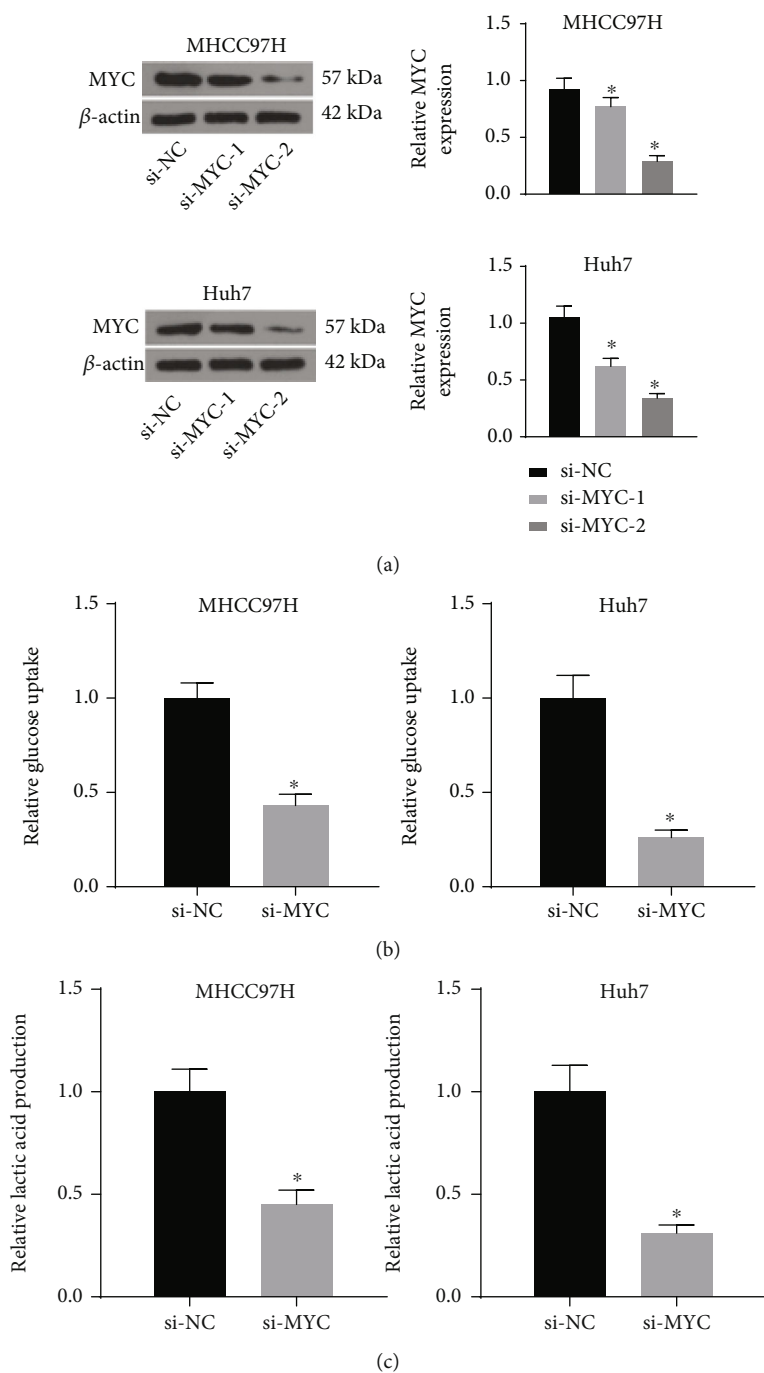 MHCC97H
MYC
57 kDa
β-actin
42 kDa
si-NC
si-MYC-1
si-MYC-2
MHCC97H
Relative MYC
expression
1.5
1.0
0.5
0.0
*
*
Huh7
MYC
57 kDa
β-actin
42 kDa
si-NC
si-MYC-1
si-MYC-2
Huh7
Relative MYC
expression
1.5
1.0
0.5
0.0
*
*
si-NC
si-MYC-1
si-MYC-2
(a)
MHCC97H
Relative glucose uptake
1.5
1.0
0.5
0.0
*
si-NC si-MYC
Huh7
Relative glucose uptake
1.5
1.0
0.5
0.0
*
si-NC si-MYC
(b)
MHCC97H
Relative lactic acid production
1.5
1.0
0.5
0.0
*
si-NC si-MYC
Huh7
Relative lactic acid production
1.5
1.0
0.5
0.0
*
si-NC si-MYC
(c)